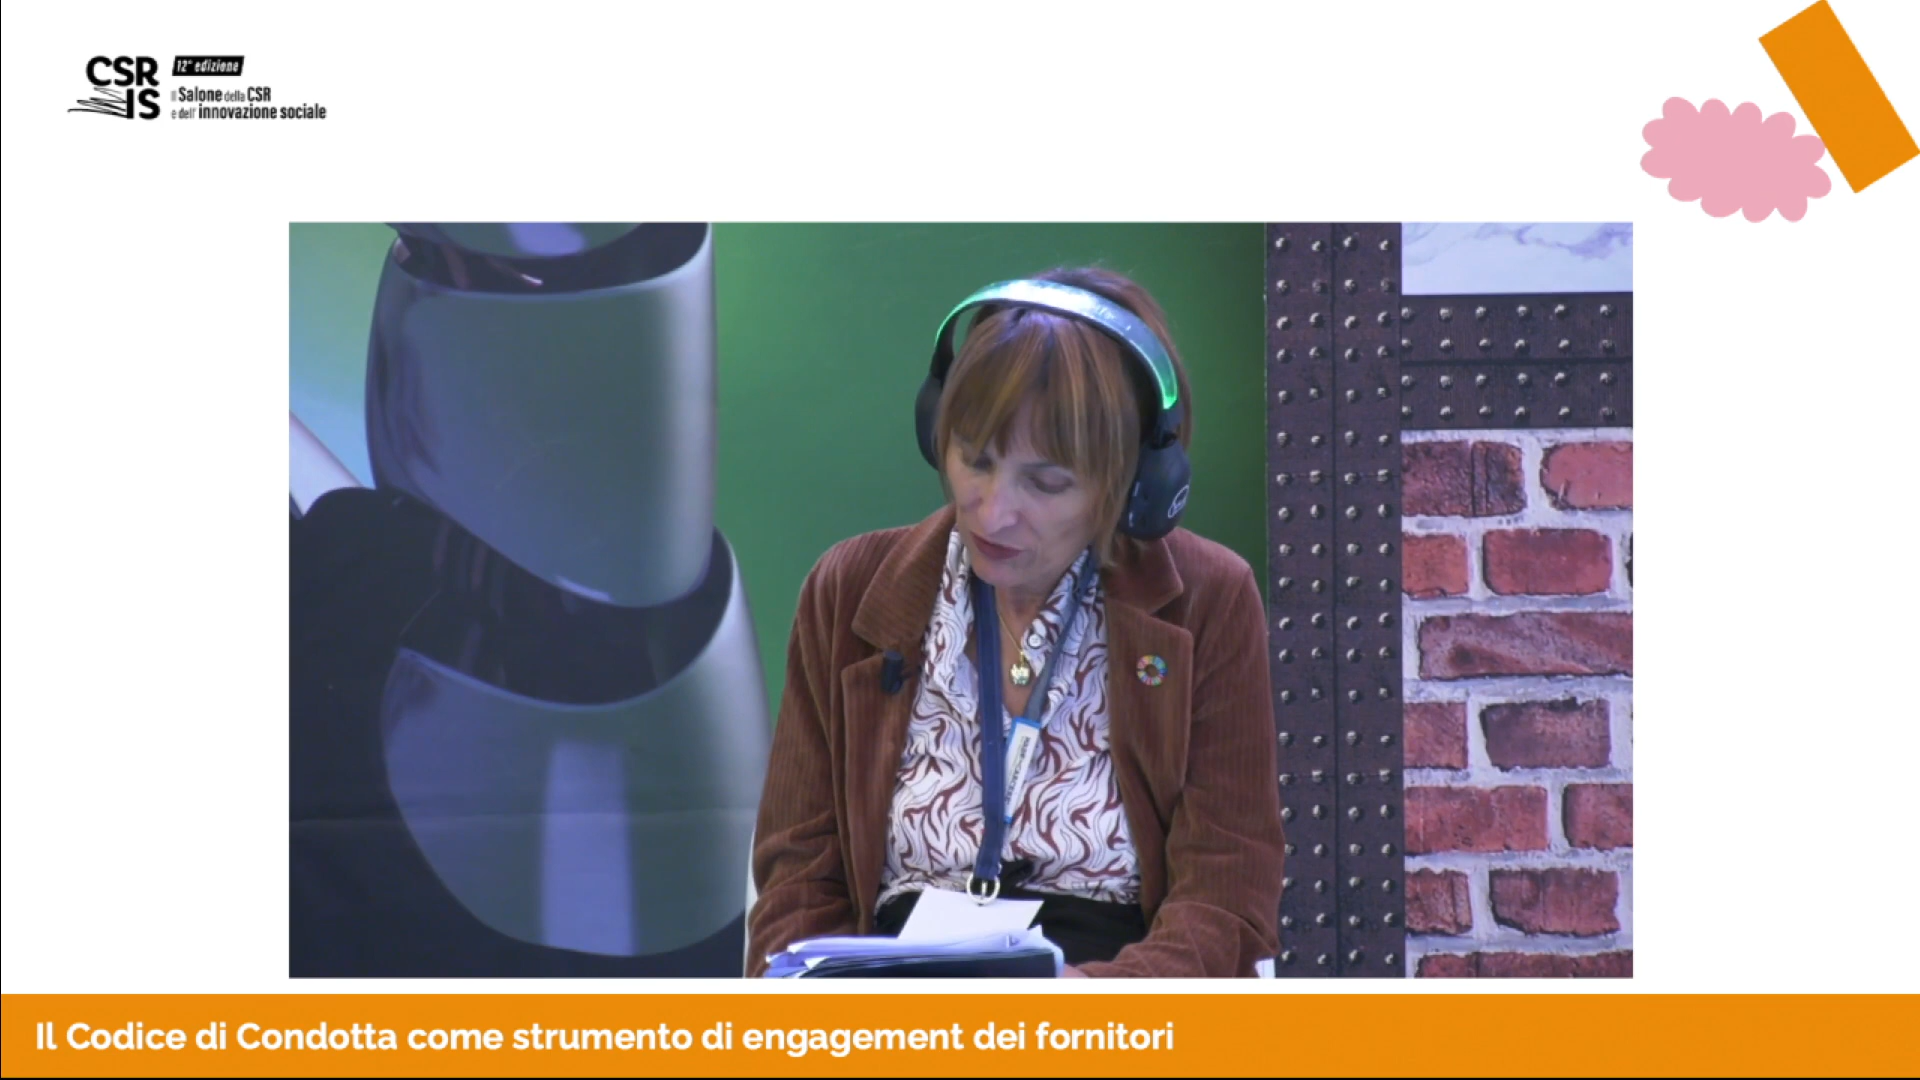 CSR
IS
12° edizione
Il Salone della CSR
e dell'innovazione sociale
Il Codice di Condotta come strumento di engagement dei fornitori